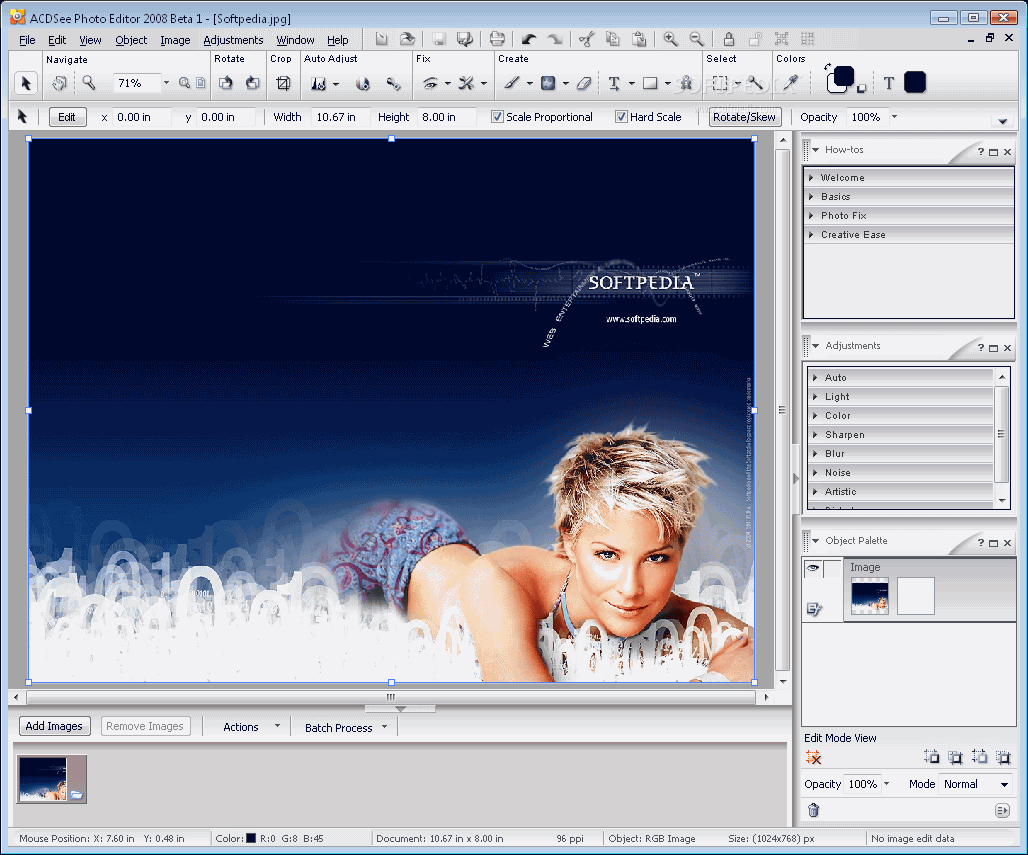 ACDSee Photo Editor 2008 Beta 1 - [Softpedia.jpg]
File Edit View Object Image Adjustments Window Help
Navigate Rotate Crop Auto Adjust Fix Create Select Colors
71%
T
Edit x 0.00 in y 0.00 in Width 10.67 in Height 8.00 in Scale Proportional Hard Scale Rotate/Skew Opacity 100%
SOFTPEDIA
www.softpedia.com
WEB ENTERTAINMENT
How-tos
Welcome
Basics
Photo Fix
Creative Ease
Adjustments
Auto
Light
Color
Sharpen
Blur
Noise
Artistic
Object Palette
Image
Edit Mode View
Opacity 100% Mode Normal
Add Images Remove Images Actions Batch Process
Mouse Position: X: 7.60 in Y: 0.48 in Color: R:0 G:8 B:45 Document: 10.67 in x 8.00 in 96 ppi Object: RGB Image Size: (1024x768) px No image edit data